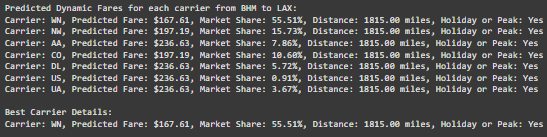 Predicted Dynamic Fares for each carrier from BHM to LAX:
Carrier: WN, Predicted Fare: $167.61, Market Share: 55.51%, Distance: 1815.00 miles, Holiday or Peak: Yes
Carrier: NW, Predicted Fare: $197.19, Market Share: 15.73%, Distance: 1815.00 miles, Holiday or Peak: Yes
Carrier: AA, Predicted Fare: $236.63, Market Share: 7.86%, Distance: 1815.00 miles, Holiday or Peak: Yes
Carrier: CO, Predicted Fare: $197.19, Market Share: 10.60%, Distance: 1815.00 miles, Holiday or Peak: Yes
Carrier: DL, Predicted Fare: $236.63, Market Share: 5.72%, Distance: 1815.00 miles, Holiday or Peak: Yes
Carrier: US, Predicted Fare: $236.63, Market Share: 0.91%, Distance: 1815.00 miles, Holiday or Peak: Yes
Carrier: UA, Predicted Fare: $236.63, Market Share: 3.67%, Distance: 1815.00 miles, Holiday or Peak: Yes
Best Carrier Details:
Carrier: WN, Predicted Fare: $167.61, Market Share: 55.51%, Distance: 1815.00 miles, Holiday or Peak: Yes